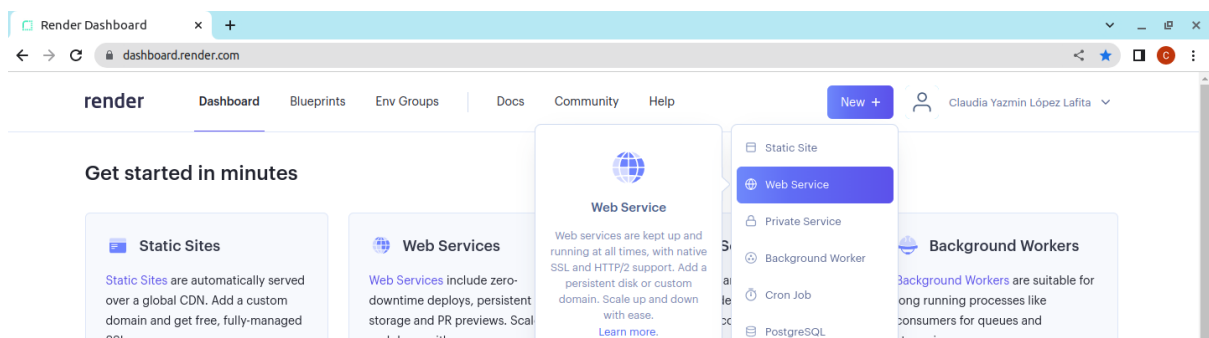 Render Dashboard
dashboard.render.com
C
render Dashboard Blueprints Env Groups Docs Community Help New + Claudia Yazmin López Lafita
Get started in minutes
Static Sites
Static Sites are automatically served
over a global CDN. Add a custom
domain and get free, fully-managed
Web Services
Web Services include zero-
downtime deploys, persistent
storage and PR previews. Scal
Web Service
Web services are kept up and
running at all times, with native
SSL and HTTP/2 support. Add a
persistent disk or custom
domain. Scale up and down
with ease.
Learn more.
Static Site
Web Service
Private Service
Background Worker
Cron Job
PostgreSQL
Background Workers
Background Workers are suitable for
ong running processes like
consumers for queues and